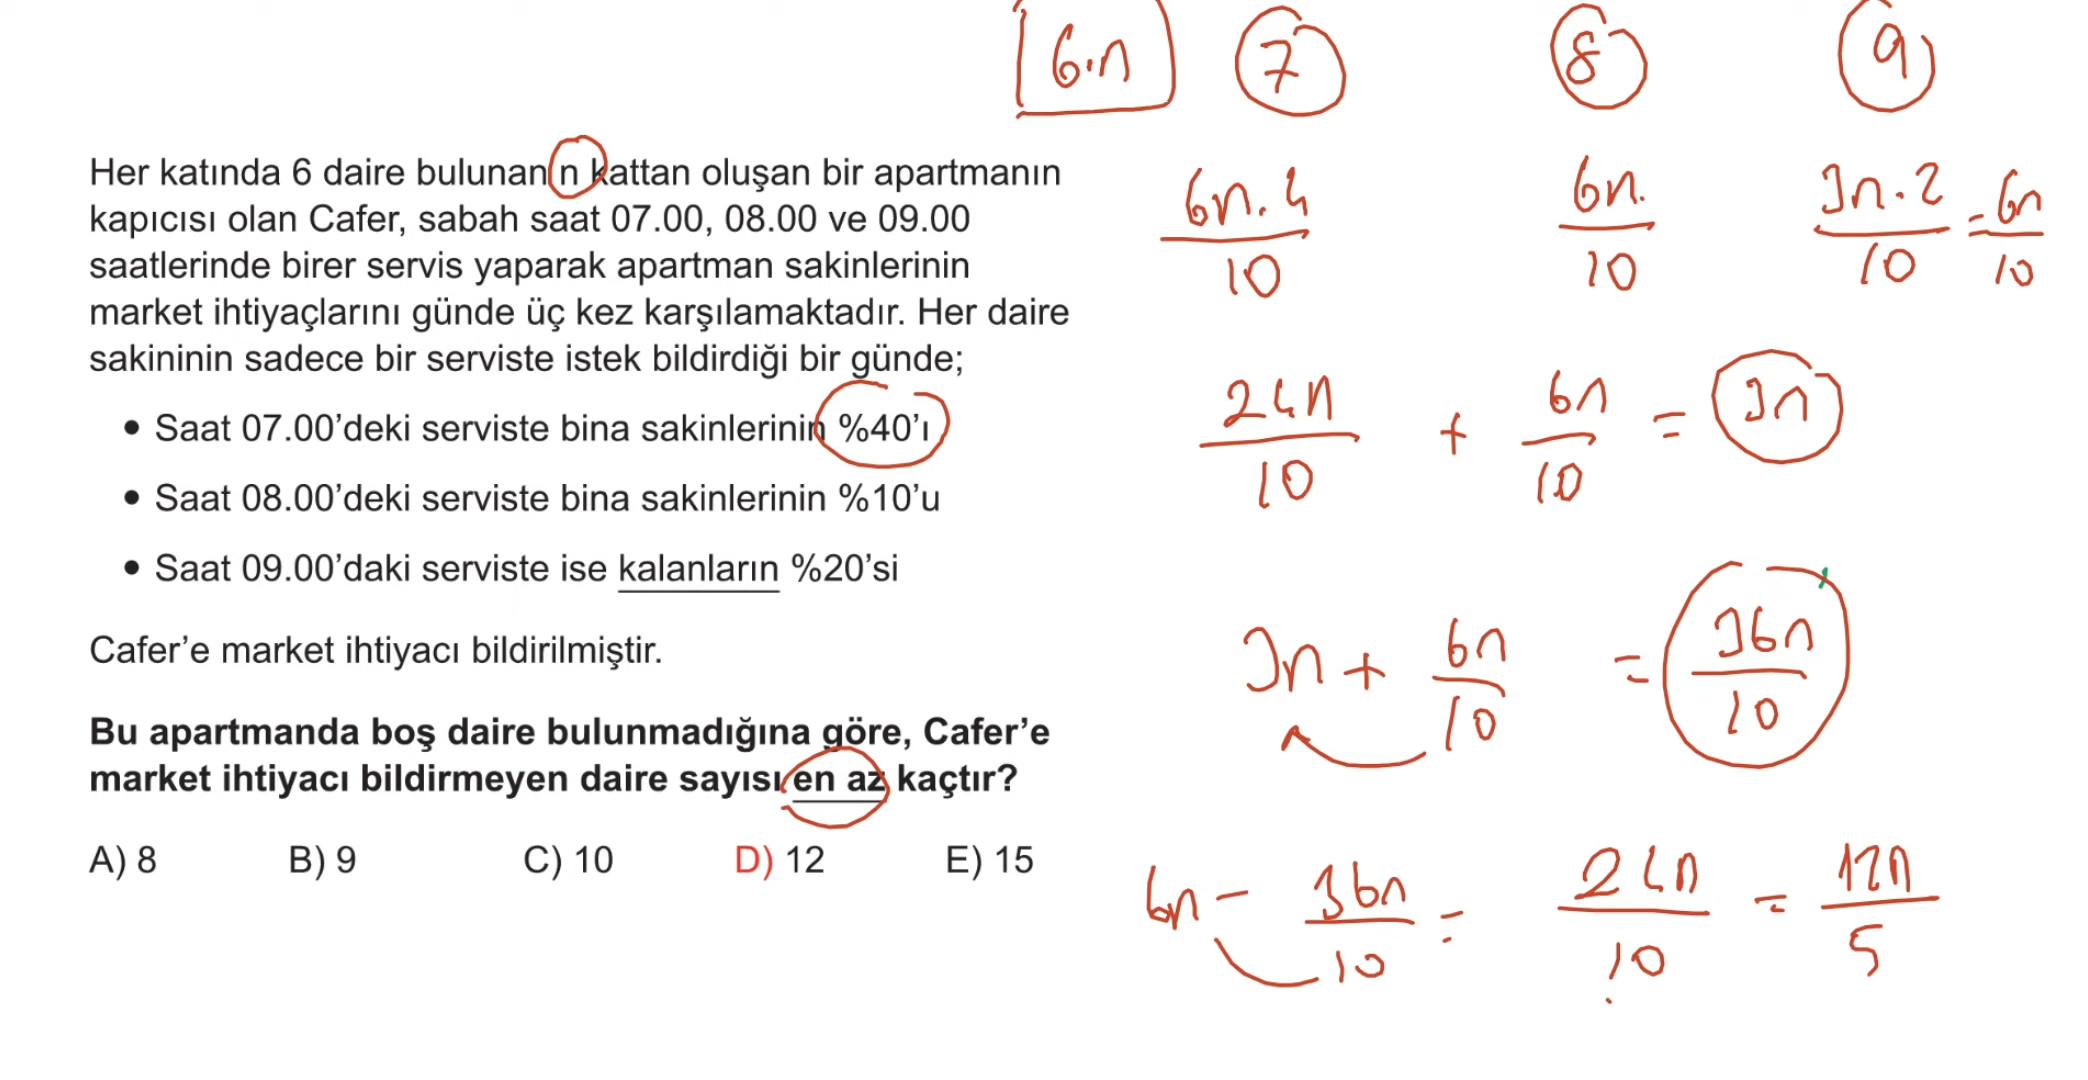 6.n 7 8 9
Her katında 6 daire bulunan n kattan oluşan bir apartmanın
kapıcısı olan Cafer, sabah saat 07.00, 08.00 ve 09.00
saatlerinde birer servis yaparak apartman sakinlerinin
market ihtiyaçlarını günde üç kez karşılamaktadır. Her daire
sakininin sadece bir serviste istek bildirdiği bir günde;
• Saat 07.00’deki serviste bina sakinlerinin %40’ı
• Saat 08.00’deki serviste bina sakinlerinin %10’u
• Saat 09.00’daki serviste ise kalanların %20’si
Cafer’e market ihtiyacı bildirilmiştir.
Bu apartmanda boş daire bulunmadığına göre, Cafer’e
market ihtiyacı bildirmeyen daire sayısı en az kaçtır?
A) 8 B) 9 C) 10 D) 12 E) 15
6n.4/10 6n./10 3n.2/10 = 6n/10
24n/10 + 6n/10 = 3n
3n + 6n/10 = 36n/10
6n - 36n/10 = 24n/10 = 12n/5